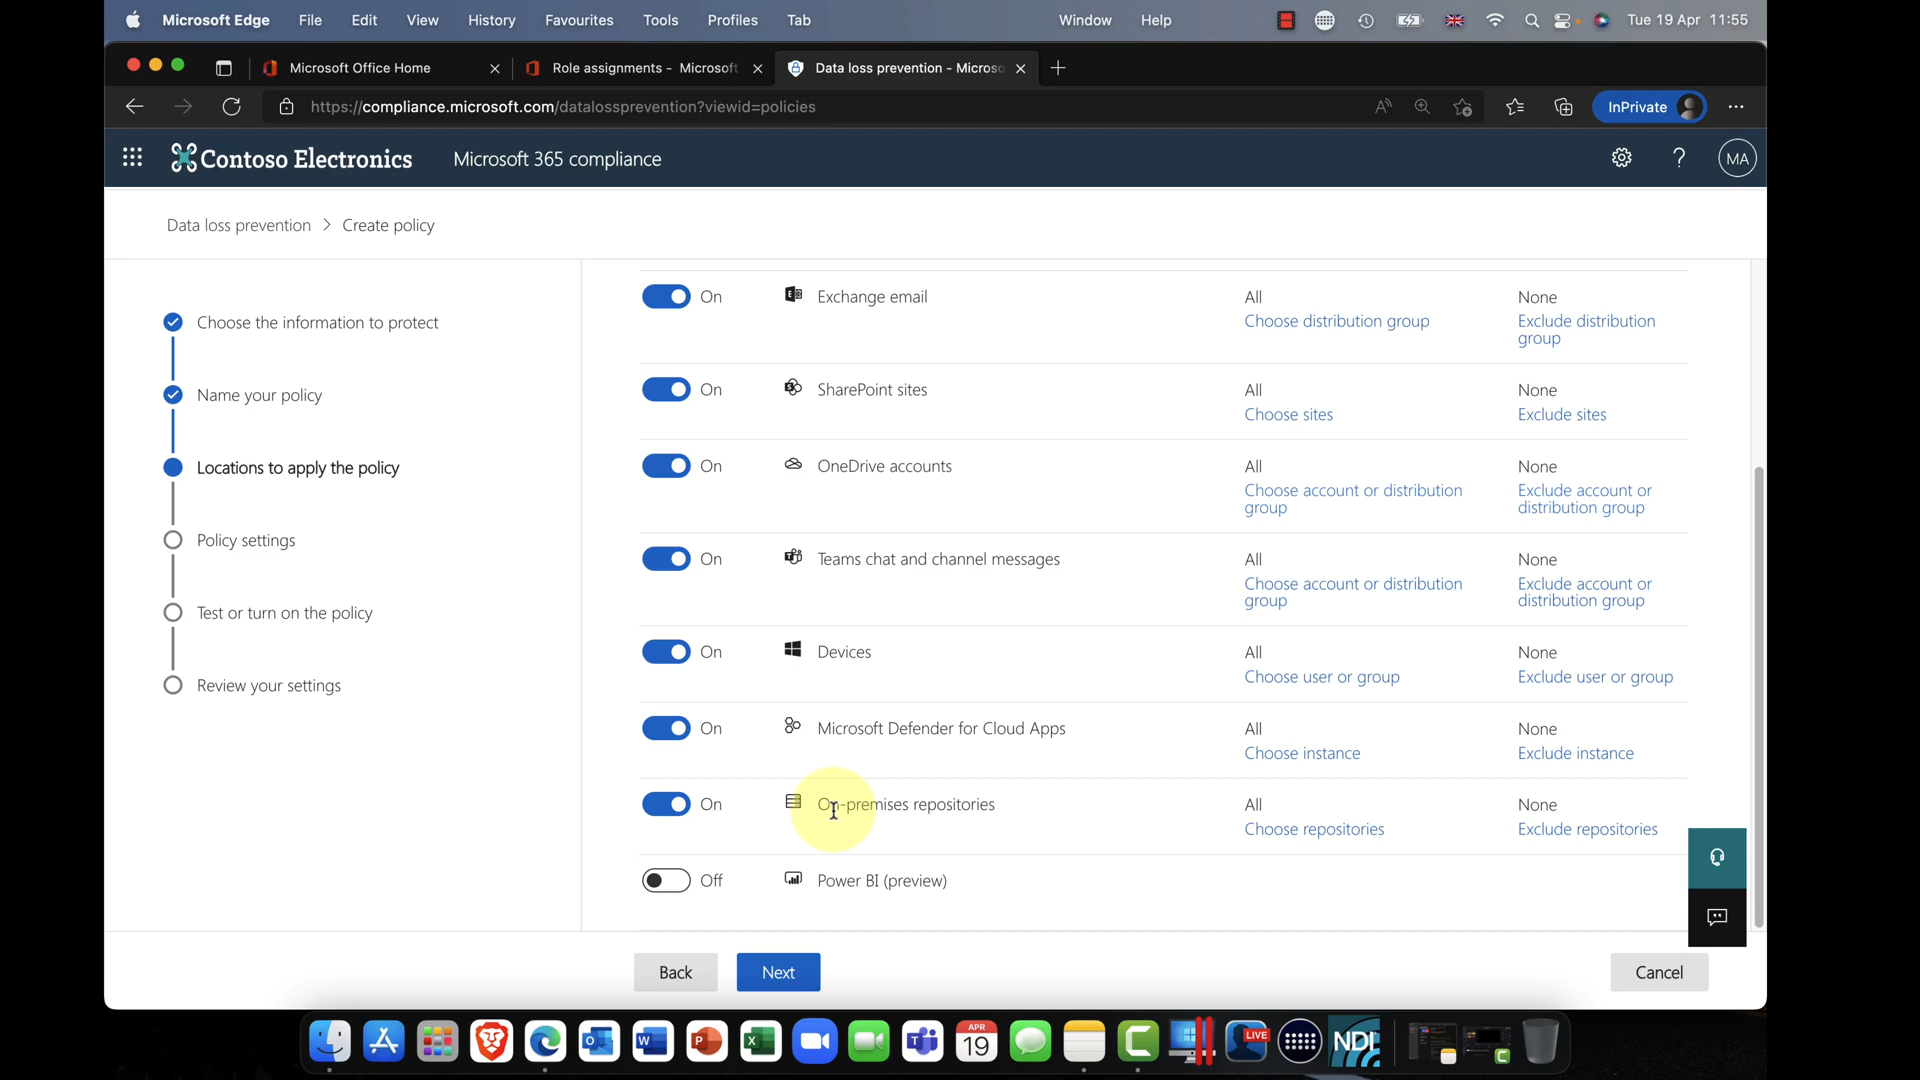 Microsoft Edge File Edit View History Favourites Tools Profiles Tab Window Help Tue 19 Apr 11:55
Microsoft Office Home Role assignments - Microsoft Data loss prevention - Microso
https://compliance.microsoft.com/datalossprevention?viewid=policies InPrivate
Contoso Electronics Microsoft 365 compliance ? MA
Data loss prevention > Create policy
Choose the information to protect
Name your policy
Locations to apply the policy
Policy settings
Test or turn on the policy
Review your settings
On Exchange email All None
Choose distribution group Exclude distribution
group
On SharePoint sites All None
Choose sites Exclude sites
On OneDrive accounts All None
Choose account or distribution Exclude account or
group distribution group
On Teams chat and channel messages All None
Choose account or distribution Exclude account or
group distribution group
On Devices All None
Choose user or group Exclude user or group
On Microsoft Defender for Cloud Apps All None
Choose instance Exclude instance
On On-premises repositories All None
Choose repositories Exclude repositories
Off Power BI (preview)
Back Next Cancel
APR
19
LIVE
NDI